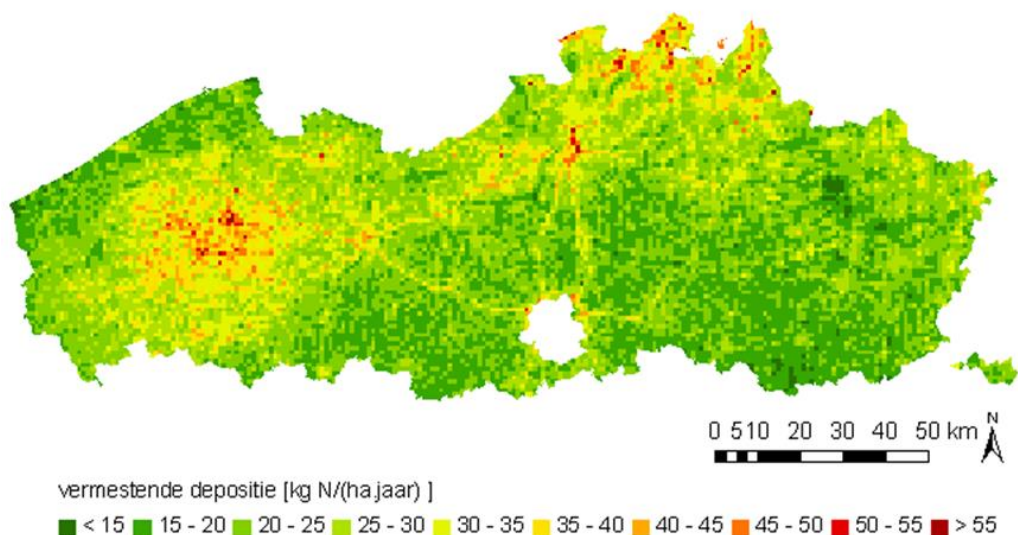 N
0 5 10 20 30 40 50 km
vermestende depositie [kg N/(ha.jaar) ]
< 15 15 - 20 20 - 25 25 - 30 30 - 35 35 - 40 40 - 45 45 - 50 50 - 55 > 55